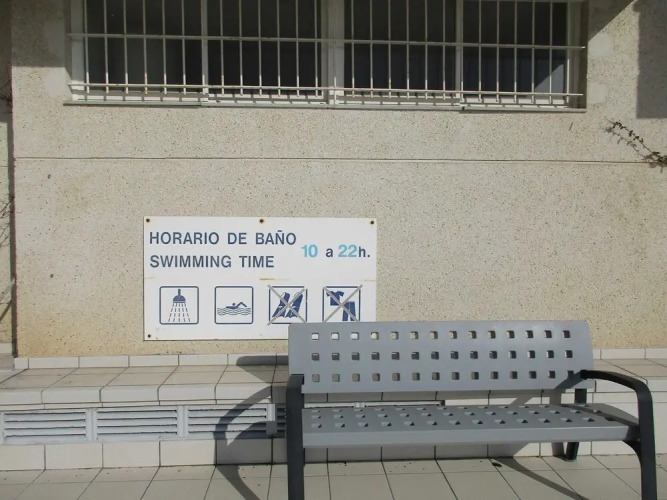 HORARIO DE BAÑO
SWIMMING TIME
10 a 22h.